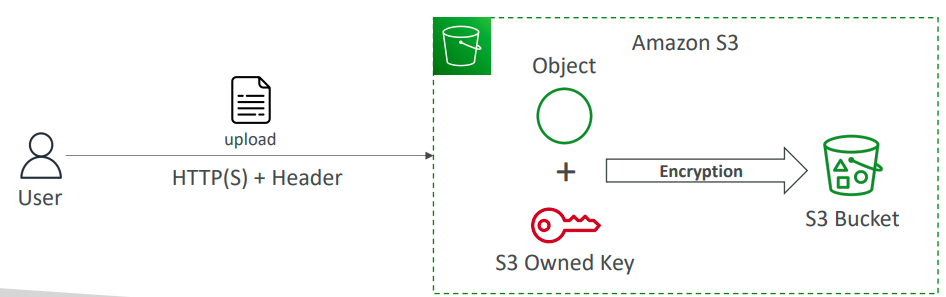 Amazon S3
Object
upload
HTTP(S) + Header
User
+
Encryption
S3 Bucket
S3 Owned Key